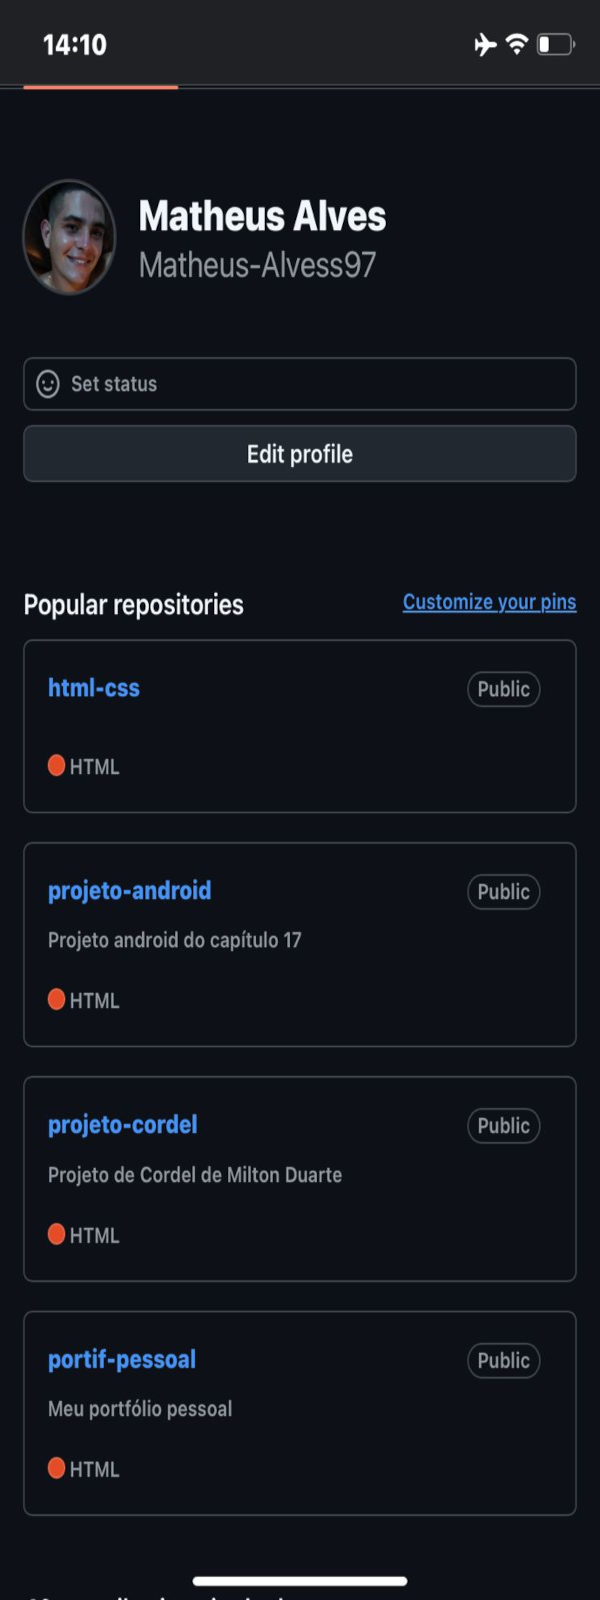 14:10
Matheus Alves
Matheus-Alvess97
Set status
Edit profile
Popular repositories
Customize your pins
html-css
Public
HTML
projeto-android
Public
Projeto android do capítulo 17
HTML
projeto-cordel
Public
Projeto de Cordel de Milton Duarte
HTML
portif-pessoal
Public
Meu portfólio pessoal
HTML